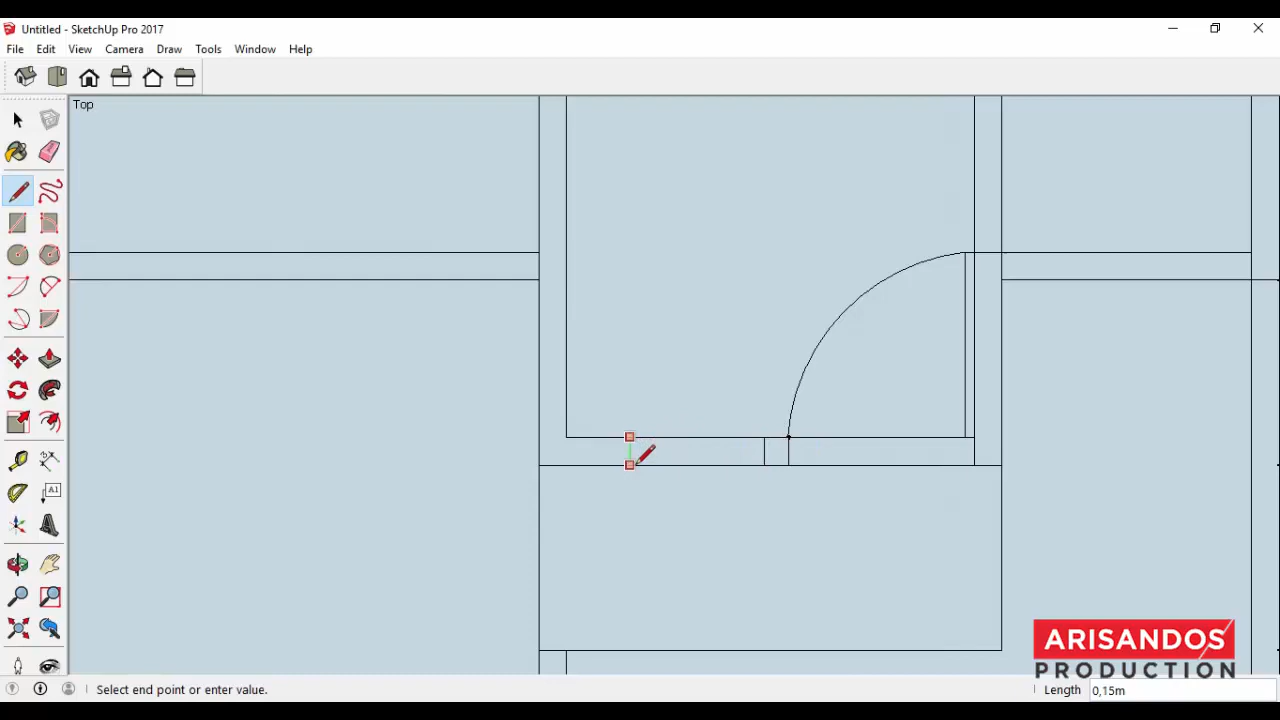 Untitled - SketchUp Pro 2017
File Edit View Camera Draw Tools Window Help
Top
A1
ARISANDOS
PRODUCTION
Select end point or enter value.
Length 0,15m